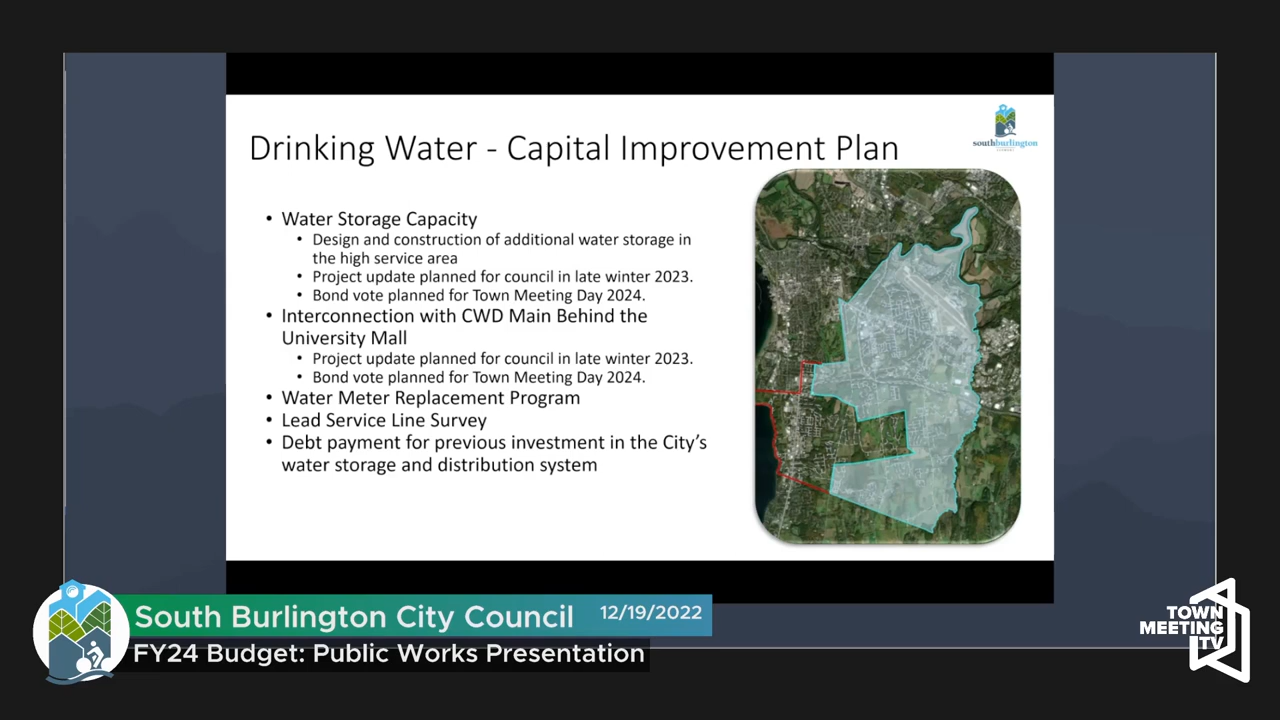 Drinking Water - Capital Improvement Plan
southburlington
• Water Storage Capacity
• Design and construction of additional water storage in
the high service area
• Project update planned for council in late winter 2023.
• Bond vote planned for Town Meeting Day 2024.
• Interconnection with CWD Main Behind the
University Mall
• Project update planned for council in late winter 2023.
• Bond vote planned for Town Meeting Day 2024.
• Water Meter Replacement Program
• Lead Service Line Survey
• Debt payment for previous investment in the City's
water storage and distribution system
South Burlington City Council 12/19/2022
FY24 Budget: Public Works Presentation
TOWN
MEETING
TV